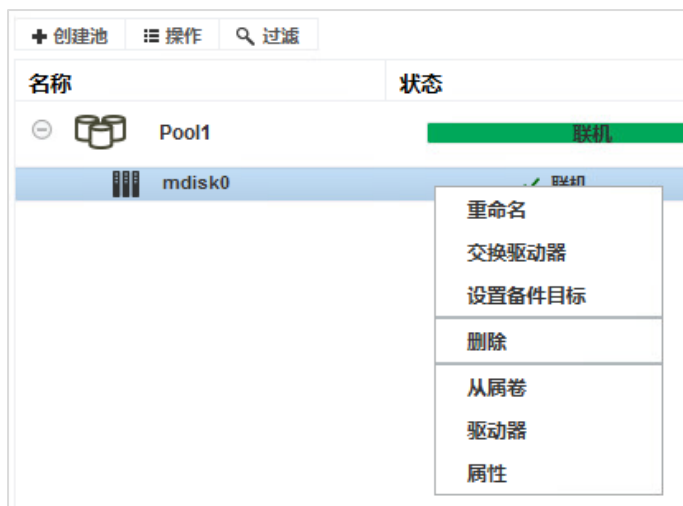 创建池 操作 过滤
名称 状态
Pool1 联机
mdisk0 联机
重命名
交换驱动器
设置备件目标
删除
从属卷
驱动器
属性